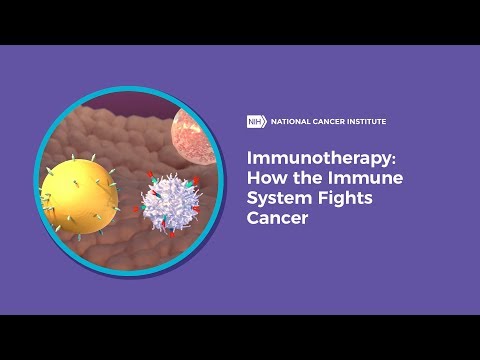 NIH NATIONAL CANCER INSTITUTE
Immunotherapy:
How the Immune
System Fights
Cancer